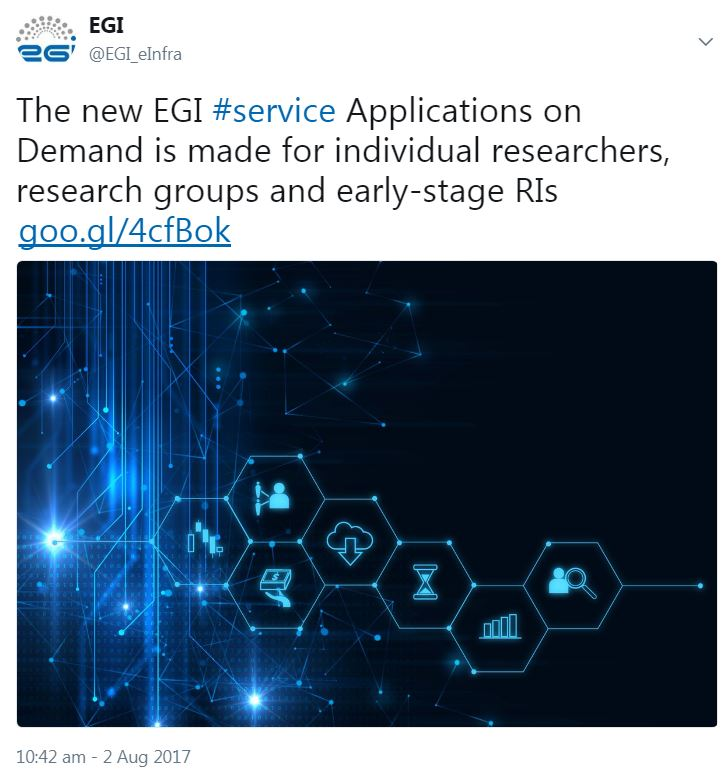 EGI
@EGI_eInfra
The new EGI #service Applications on
Demand is made for individual researchers,
research groups and early-stage RIs
goo.gl/4cfBok
$
10:42 am - 2 Aug 2017